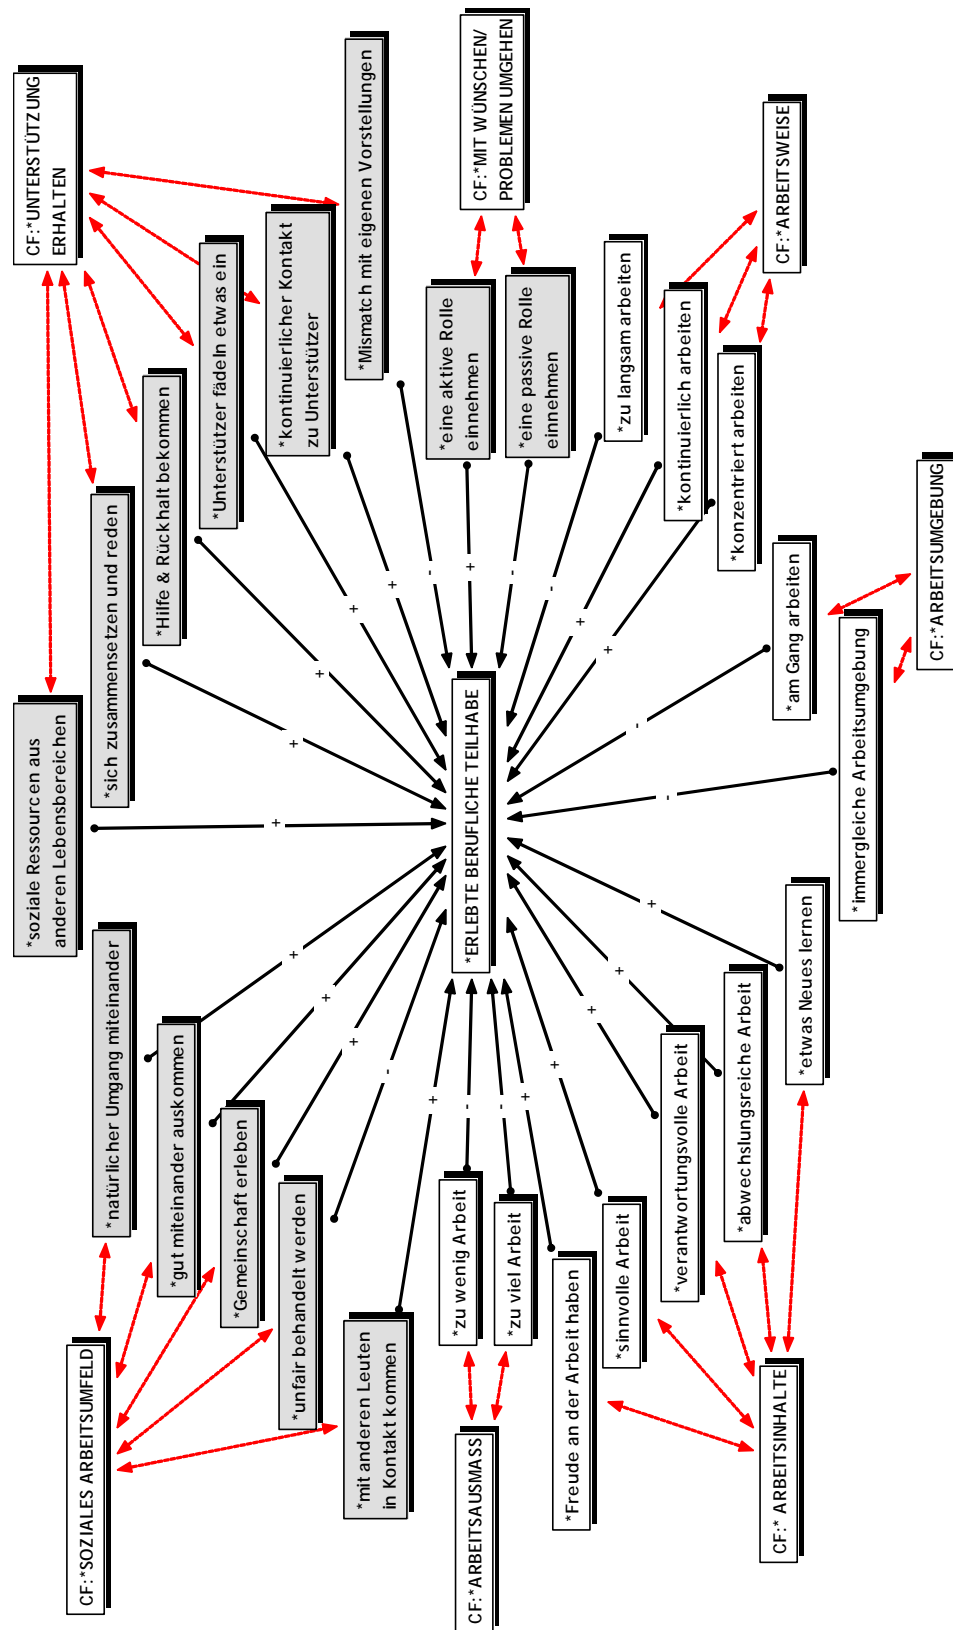 CF:*SOZIALES ARBEITSUMFELD
*natürlicher Umgang miteinander
*gut miteinander auskommen
*Gemeinschaft erleben
*unfair behandelt werden
*mit anderen Leuten
in Kontakt kommen
CF:*ARBEITSAUSMASS
*zu wenig Arbeit
*zu viel Arbeit
CF:* ARBEITSINHALTE
*Freude an der Arbeit haben
*sinnvolle Arbeit
*verantwortungsvolle Arbeit
*abwechslungsreiche Arbeit
*etwas Neues lernen
*ERLEBTE BERUFLICHE TEILHABE
CF:*UNTERSTÜTZUNG
ERHALTEN
*soziale Ressourcen aus
anderen Lebensbereichen
*sich zusammensetzen und reden
*Hilfe & Rückhalt bekommen
*Unterstützer fädeln etwas ein
*kontinuierlicher Kontakt
zu Unterstützer
*Mismatch mit eigenen Vorstellungen
CF:*MIT WÜNSCHEN/
PROBLEMEN UMGEHEN
*eine aktive Rolle
einnehmen
*eine passive Rolle
einnehmen
CF:*ARBEITSWEISE
*zu langsam arbeiten
*kontinuierlich arbeiten
*konzentriert arbeiten
CF:*ARBEITSUMGEBUNG
*am Gang arbeiten
*immergleiche Arbeitsumgebung
+
+
+
+
-
+
-
-
+
+
+
+
+
+
+
+
+
-
+
-
-
+
+
-
-